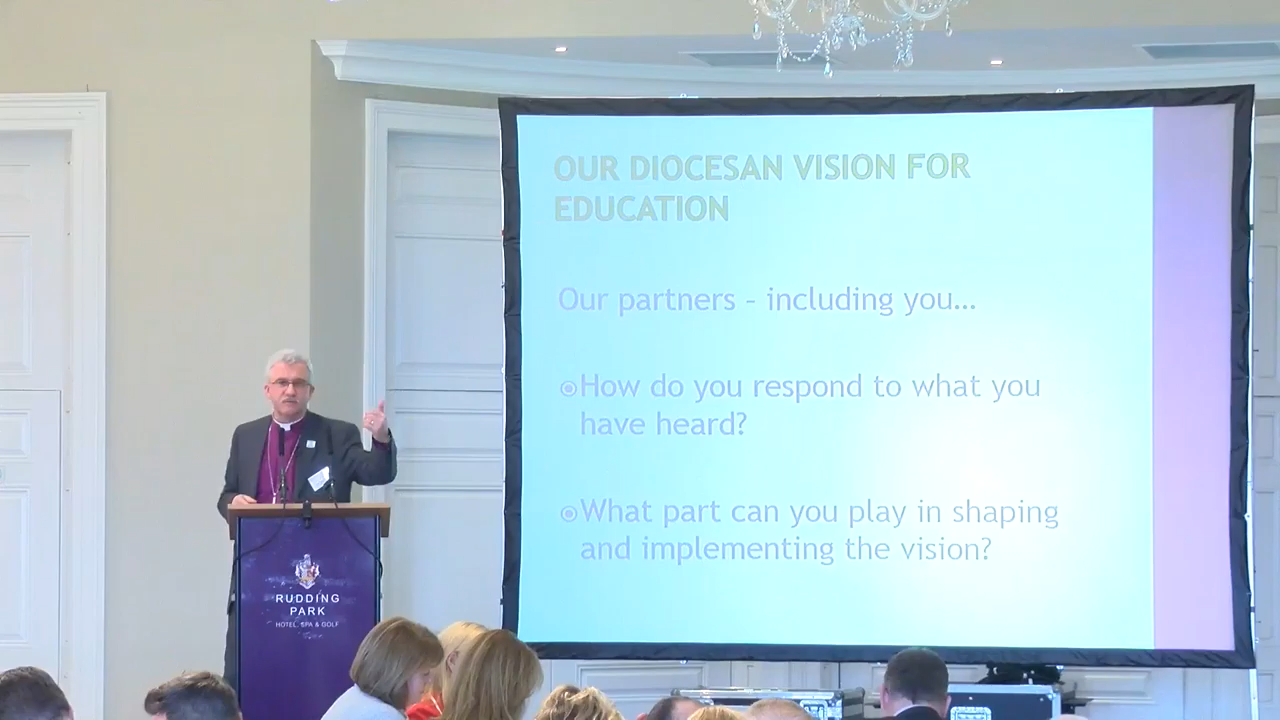 OUR DIOCESAN VISION FOR
EDUCATION
Our partners – including you...
How do you respond to what you
have heard?
What part can you play in shaping
and implementing the vision?
RUDDING
PARK
HOTEL, SPA & GOLF